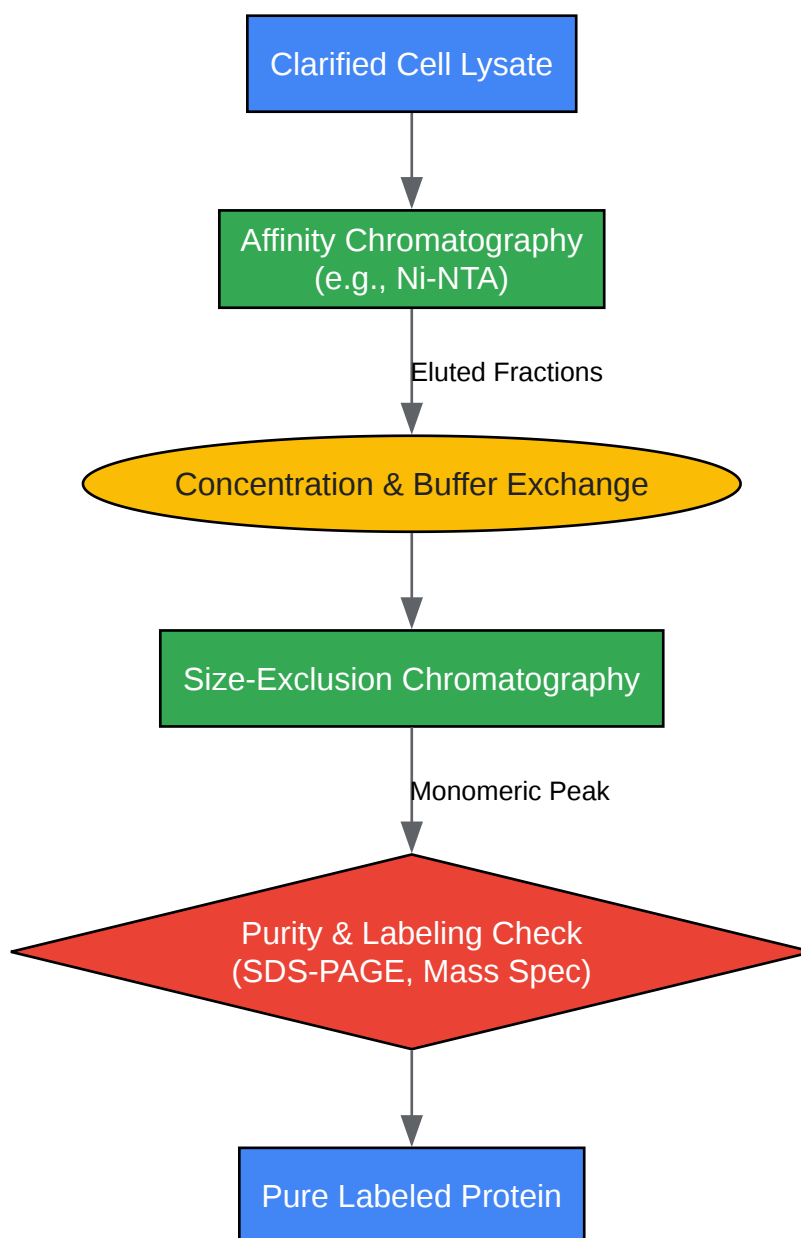 Clarified Cell Lysate
Affinity Chromatography
(e.g., Ni-NTA)
Eluted Fractions
Concentration & Buffer Exchange
Size-Exclusion Chromatography
Monomeric Peak
Purity & Labeling Check
(SDS-PAGE, Mass Spec)
Pure Labeled Protein